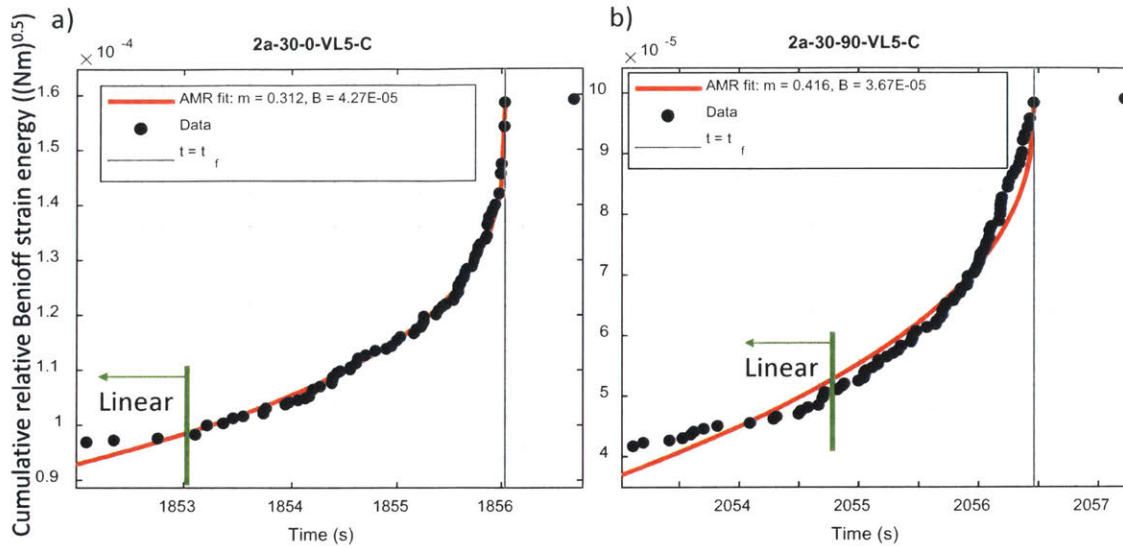 a)
2a-30-0-VL5-C
× 10 -4
AMR fit: m = 0.312, B = 4.27E-05
Data
t = t f
1.6
1.5
1.4
1.3
1.2
1.1
1
0.9
Cumulative relative Benioff strain energy ((Nm)0.5)
Linear
1853
1854
1855
1856
Time (s)
b)
2a-30-90-VL5-C
× 10 -5
AMR fit: m = 0.416, B = 3.67E-05
Data
t = t f
10
9
8
7
6
5
4
Linear
2054
2055
2056
2057
Time (s)